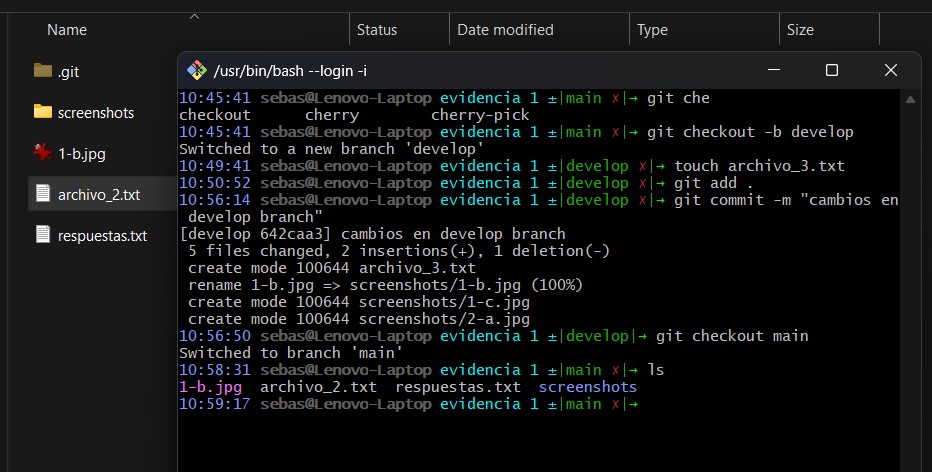 Name Status Date modified Type Size
.git
screenshots
1-b.jpg
archivo_2.txt
respuestas.txt
/usr/bin/bash --login -i
10:45:41 sebas@Lenovo-Laptop evidencia 1 ±|main ✗|→ git che
checkout cherry cherry-pick
10:45:41 sebas@Lenovo-Laptop evidencia 1 ±|main ✗|→ git checkout -b develop
Switched to a new branch 'develop'
10:49:41 sebas@Lenovo-Laptop evidencia 1 ±|develop ✗|→ touch archivo_3.txt
10:50:52 sebas@Lenovo-Laptop evidencia 1 ±|develop ✗|→ git add .
10:56:14 sebas@Lenovo-Laptop evidencia 1 ±|develop ✗|→ git commit -m "cambios en
develop branch"
[develop 642caa3] cambios en develop branch
5 files changed, 2 insertions(+), 1 deletion(-)
create mode 100644 archivo_3.txt
rename 1-b.jpg => screenshots/1-b.jpg (100%)
create mode 100644 screenshots/1-c.jpg
create mode 100644 screenshots/2-a.jpg
10:56:50 sebas@Lenovo-Laptop evidencia 1 ±|develop|→ git checkout main
Switched to branch 'main'
10:58:31 sebas@Lenovo-Laptop evidencia 1 ±|main ✗|→ ls
1-b.jpg archivo_2.txt respuestas.txt screenshots
10:59:17 sebas@Lenovo-Laptop evidencia 1 ±|main ✗|→